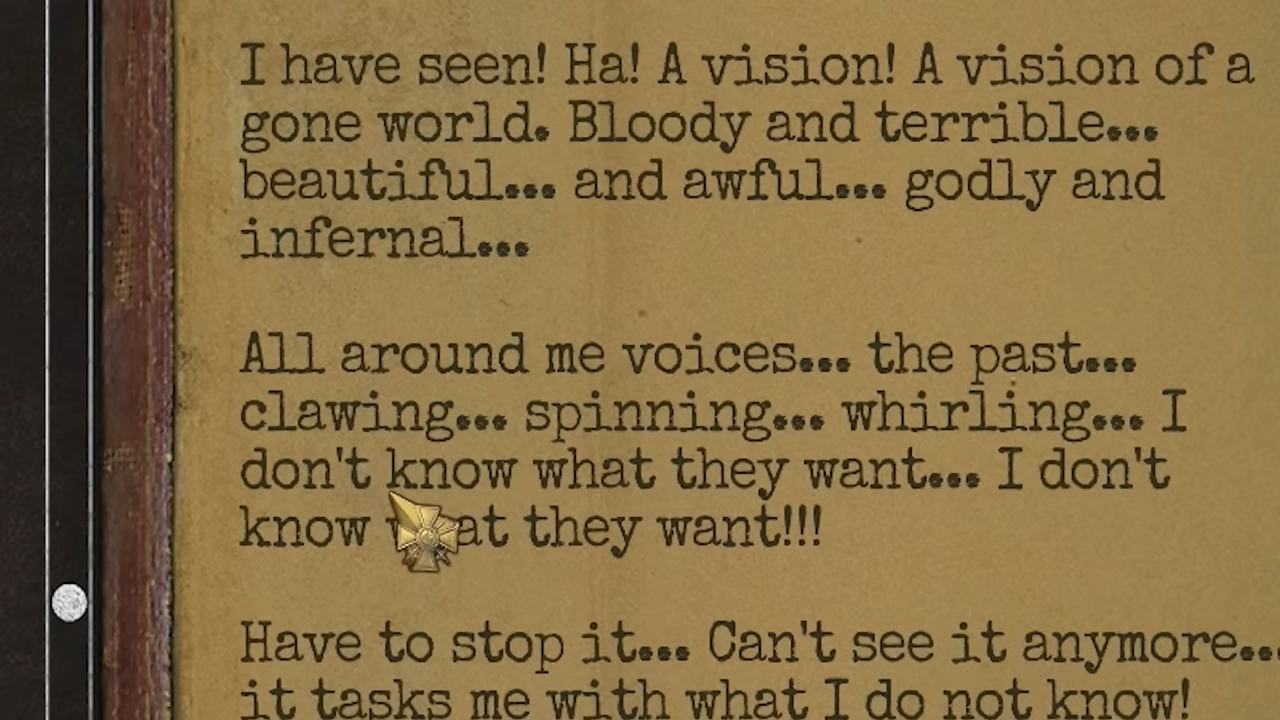 I have seen! Ha! A vision! A vision of a
gone world. Bloody and terrible...
beautiful... and awful... godly and
infernal...
All around me voices... the past...
clawing... spinning... whirling... I
don't know what they want... I don't
know what they want!!!
Have to stop it... Can't see it anymore...
it tasks me with what I do not know!